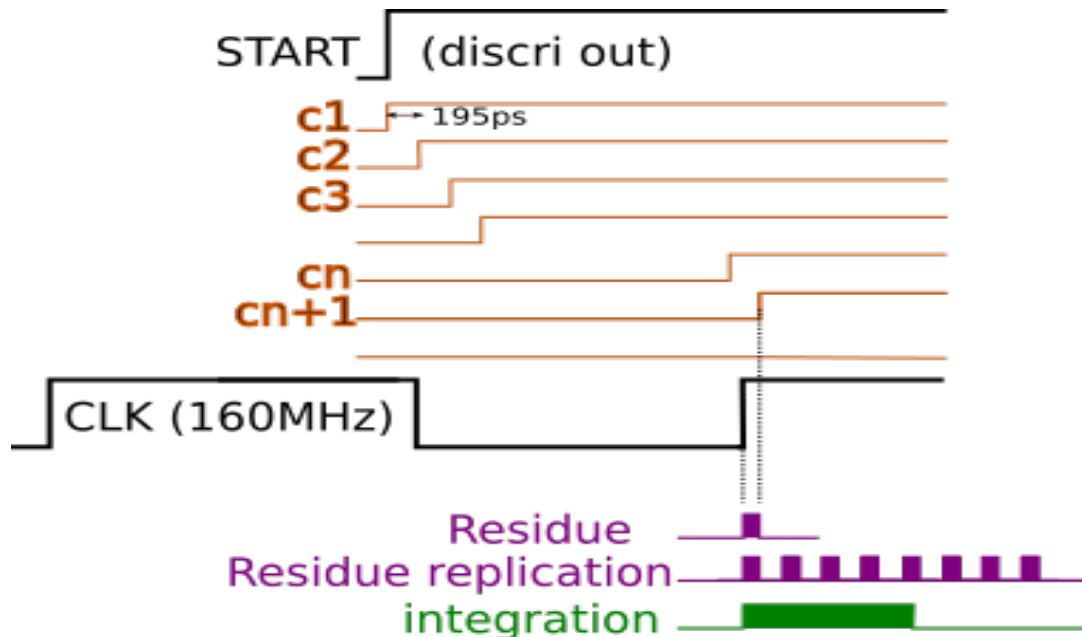 START (discri out)
c1 195ps
c2
c3
cn
cn+1
CLK (160MHz)
Residue
Residue replication
integration